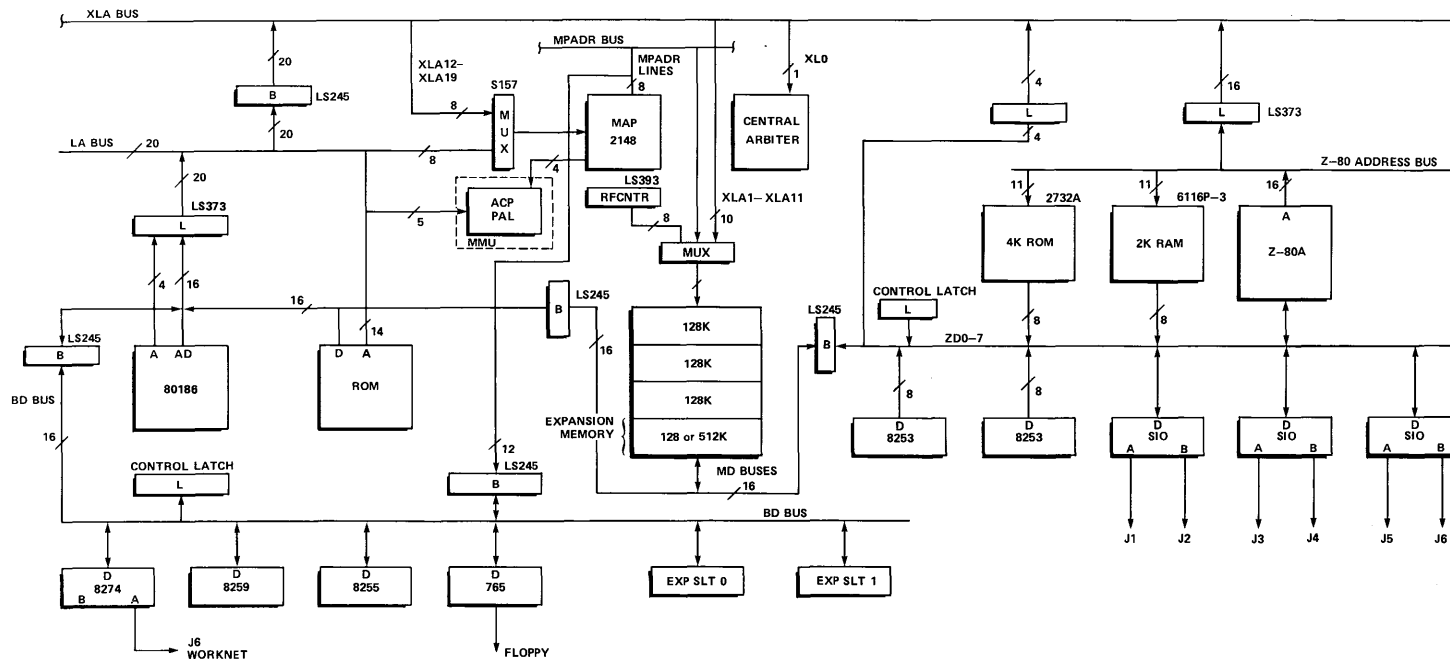 XLA BUS
20
B
LS245
20
LA BUS
20
20
LS373
L
4
16
XLA12-
XLA19
8
S157
M
U
X
8
MPADR BUS
MPADR
LINES
8
MAP
2148
4
ACP
PAL
MMU
5
XL0
1
CENTRAL
ARBITER
LS393
RFCNTR
8
XLA1-XLA11
10
MUX
4
L
4
16
L
LS373
Z-80 ADDRESS BUS
11
2732A
4K ROM
8
11
6116P-3
2K RAM
8
16
A
Z-80A
LS245
B
BD BUS
16
A AD
80186
16
14
D A
ROM
LS245
B
16
128K
128K
128K
128 or 512K
EXPANSION
MEMORY
MD BUSES
16
LS245
B
CONTROL LATCH
L
ZD0-7
8
D
8253
8
D
8253
D
SIO
A B
D
SIO
A B
D
SIO
A B
J1
J2
J3
J4
J5
J6
CONTROL LATCH
L
12
LS245
B
BD BUS
D
8274
B A
D
8259
D
8255
D
765
EXP SLT 0
EXP SLT 1
J6
WORKNET
FLOPPY